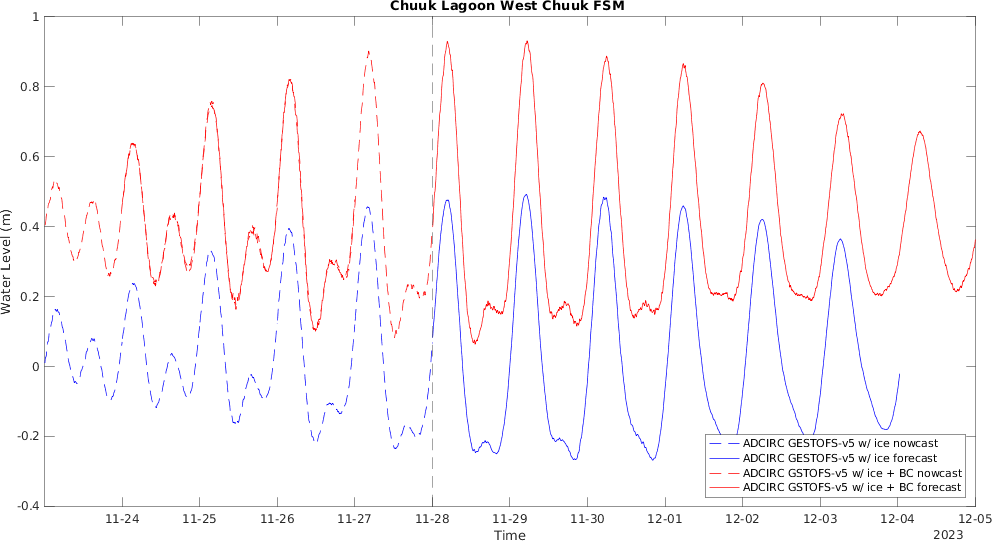 Chuuk Lagoon West Chuuk FSM
1
0.8
0.6
0.4
0.2
0
-0.2
-0.4
Water Level (m)
ADCIRC GESTOFS-v5 w/ ice nowcast
ADCIRC GESTOFS-v5 w/ ice forecast
ADCIRC GSTOFS-v5 w/ ice + BC nowcast
ADCIRC GSTOFS-v5 w/ ice + BC forecast
11-24 11-25 11-26 11-27 11-28 11-29 11-30 12-01 12-02 12-03 12-04 12-05
Time
2023